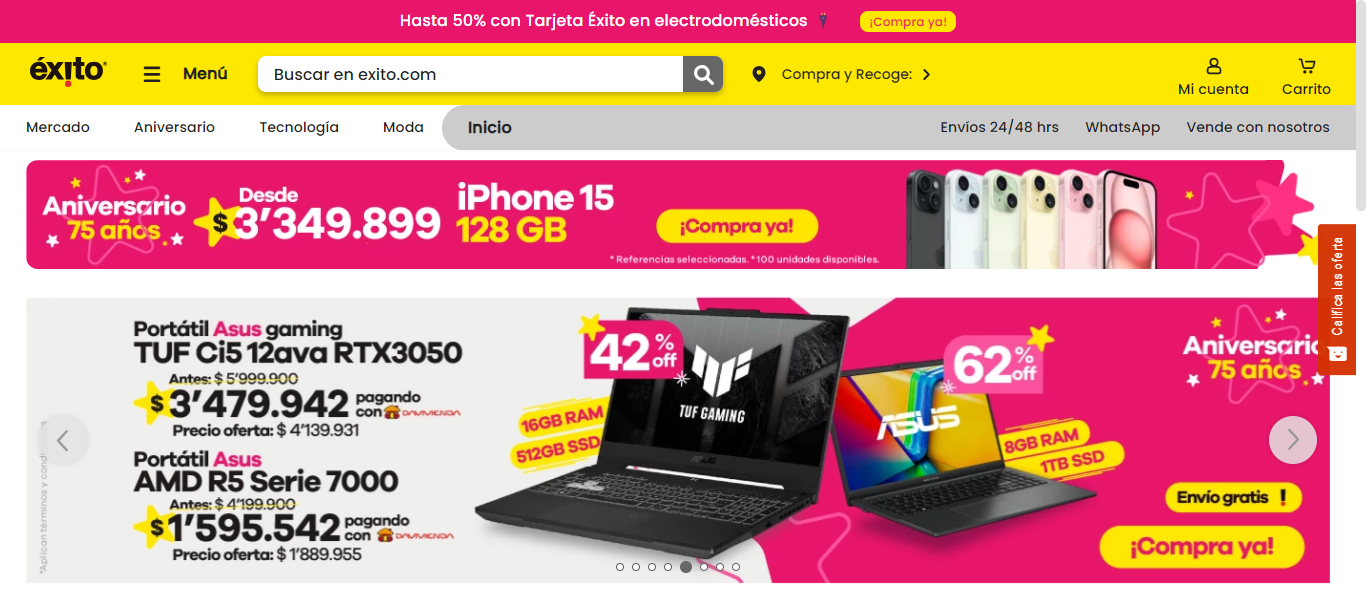 Hasta 50% con Tarjeta Éxito en electrodomésticos ¡Compra ya!
éxito Menú Buscar en exito.com Compra y Recoge: Mi cuenta Carrito
Mercado Aniversario Tecnología Moda Inicio Envíos 24/48 hrs WhatsApp Vende con nosotros
Aniversario
75 años
Desde
$3'349.899
iPhone 15
128 GB
¡Compra ya!
* Referencias seleccionadas. *100 unidades disponibles.
Califica las oferta
Portátil Asus gaming
TUF Ci5 12ava RTX3050
Antes: $ 5'999.900
$3'479.942 pagando
con DAVIVIENDA
Precio oferta: $ 4'139.931
Portátil Asus
AMD R5 Serie 7000
Antes: $ 4'199.900
$1'595.542 pagando
con DAVIVIENDA
Precio oferta: $ 1'889.955
*Aplican términos y cond
42% off
16GB RAM
512GB SSD
TUF GAMING
ASUS
62% off
ASUS
8GB RAM
1TB SSD
Aniversario
75 años
Envío gratis !
¡Compra ya!